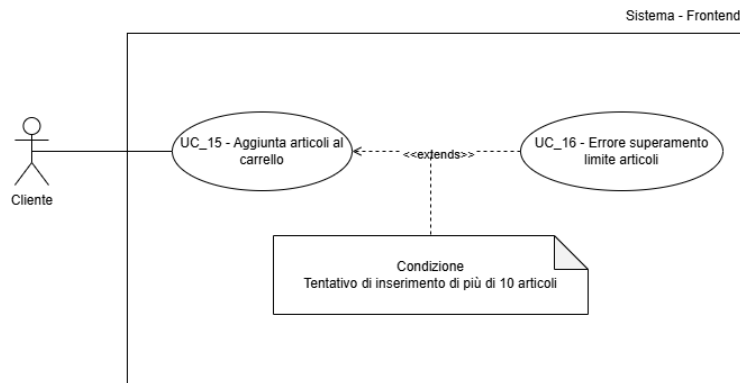 Sistema - Frontend
UC_15 - Aggiunta articoli al
carrello
<<extends>>
UC_16 - Errore superamento
limite articoli
Cliente
Condizione
Tentativo di inserimento di più di 10 articoli